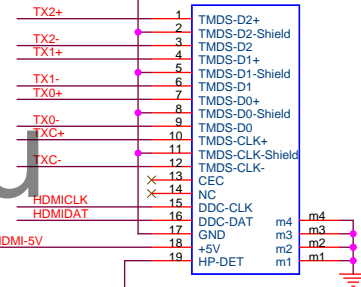 TX2+ 1 TMDS-D2+
2 TMDS-D2-Shield
TX2- 3 TMDS-D2
TX1+ 4 TMDS-D1+
5 TMDS-D1-Shield
TX1- 6 TMDS-D1
TX0+ 7 TMDS-D0+
8 TMDS-D0-Shield
TX0- 9 TMDS-D0
TXC+ 10 TMDS-CLK+
11 TMDS-CLK-Shield
TXC- 12 TMDS-CLK-
13 CEC
14 NC
HDMICLK 15 DDC-CLK
HDMIDAT 16 DDC-DAT m4 m4
17 GND m3 m3
HDMI-5V 18 +5V m2 m2
19 HP-DET m1 m1